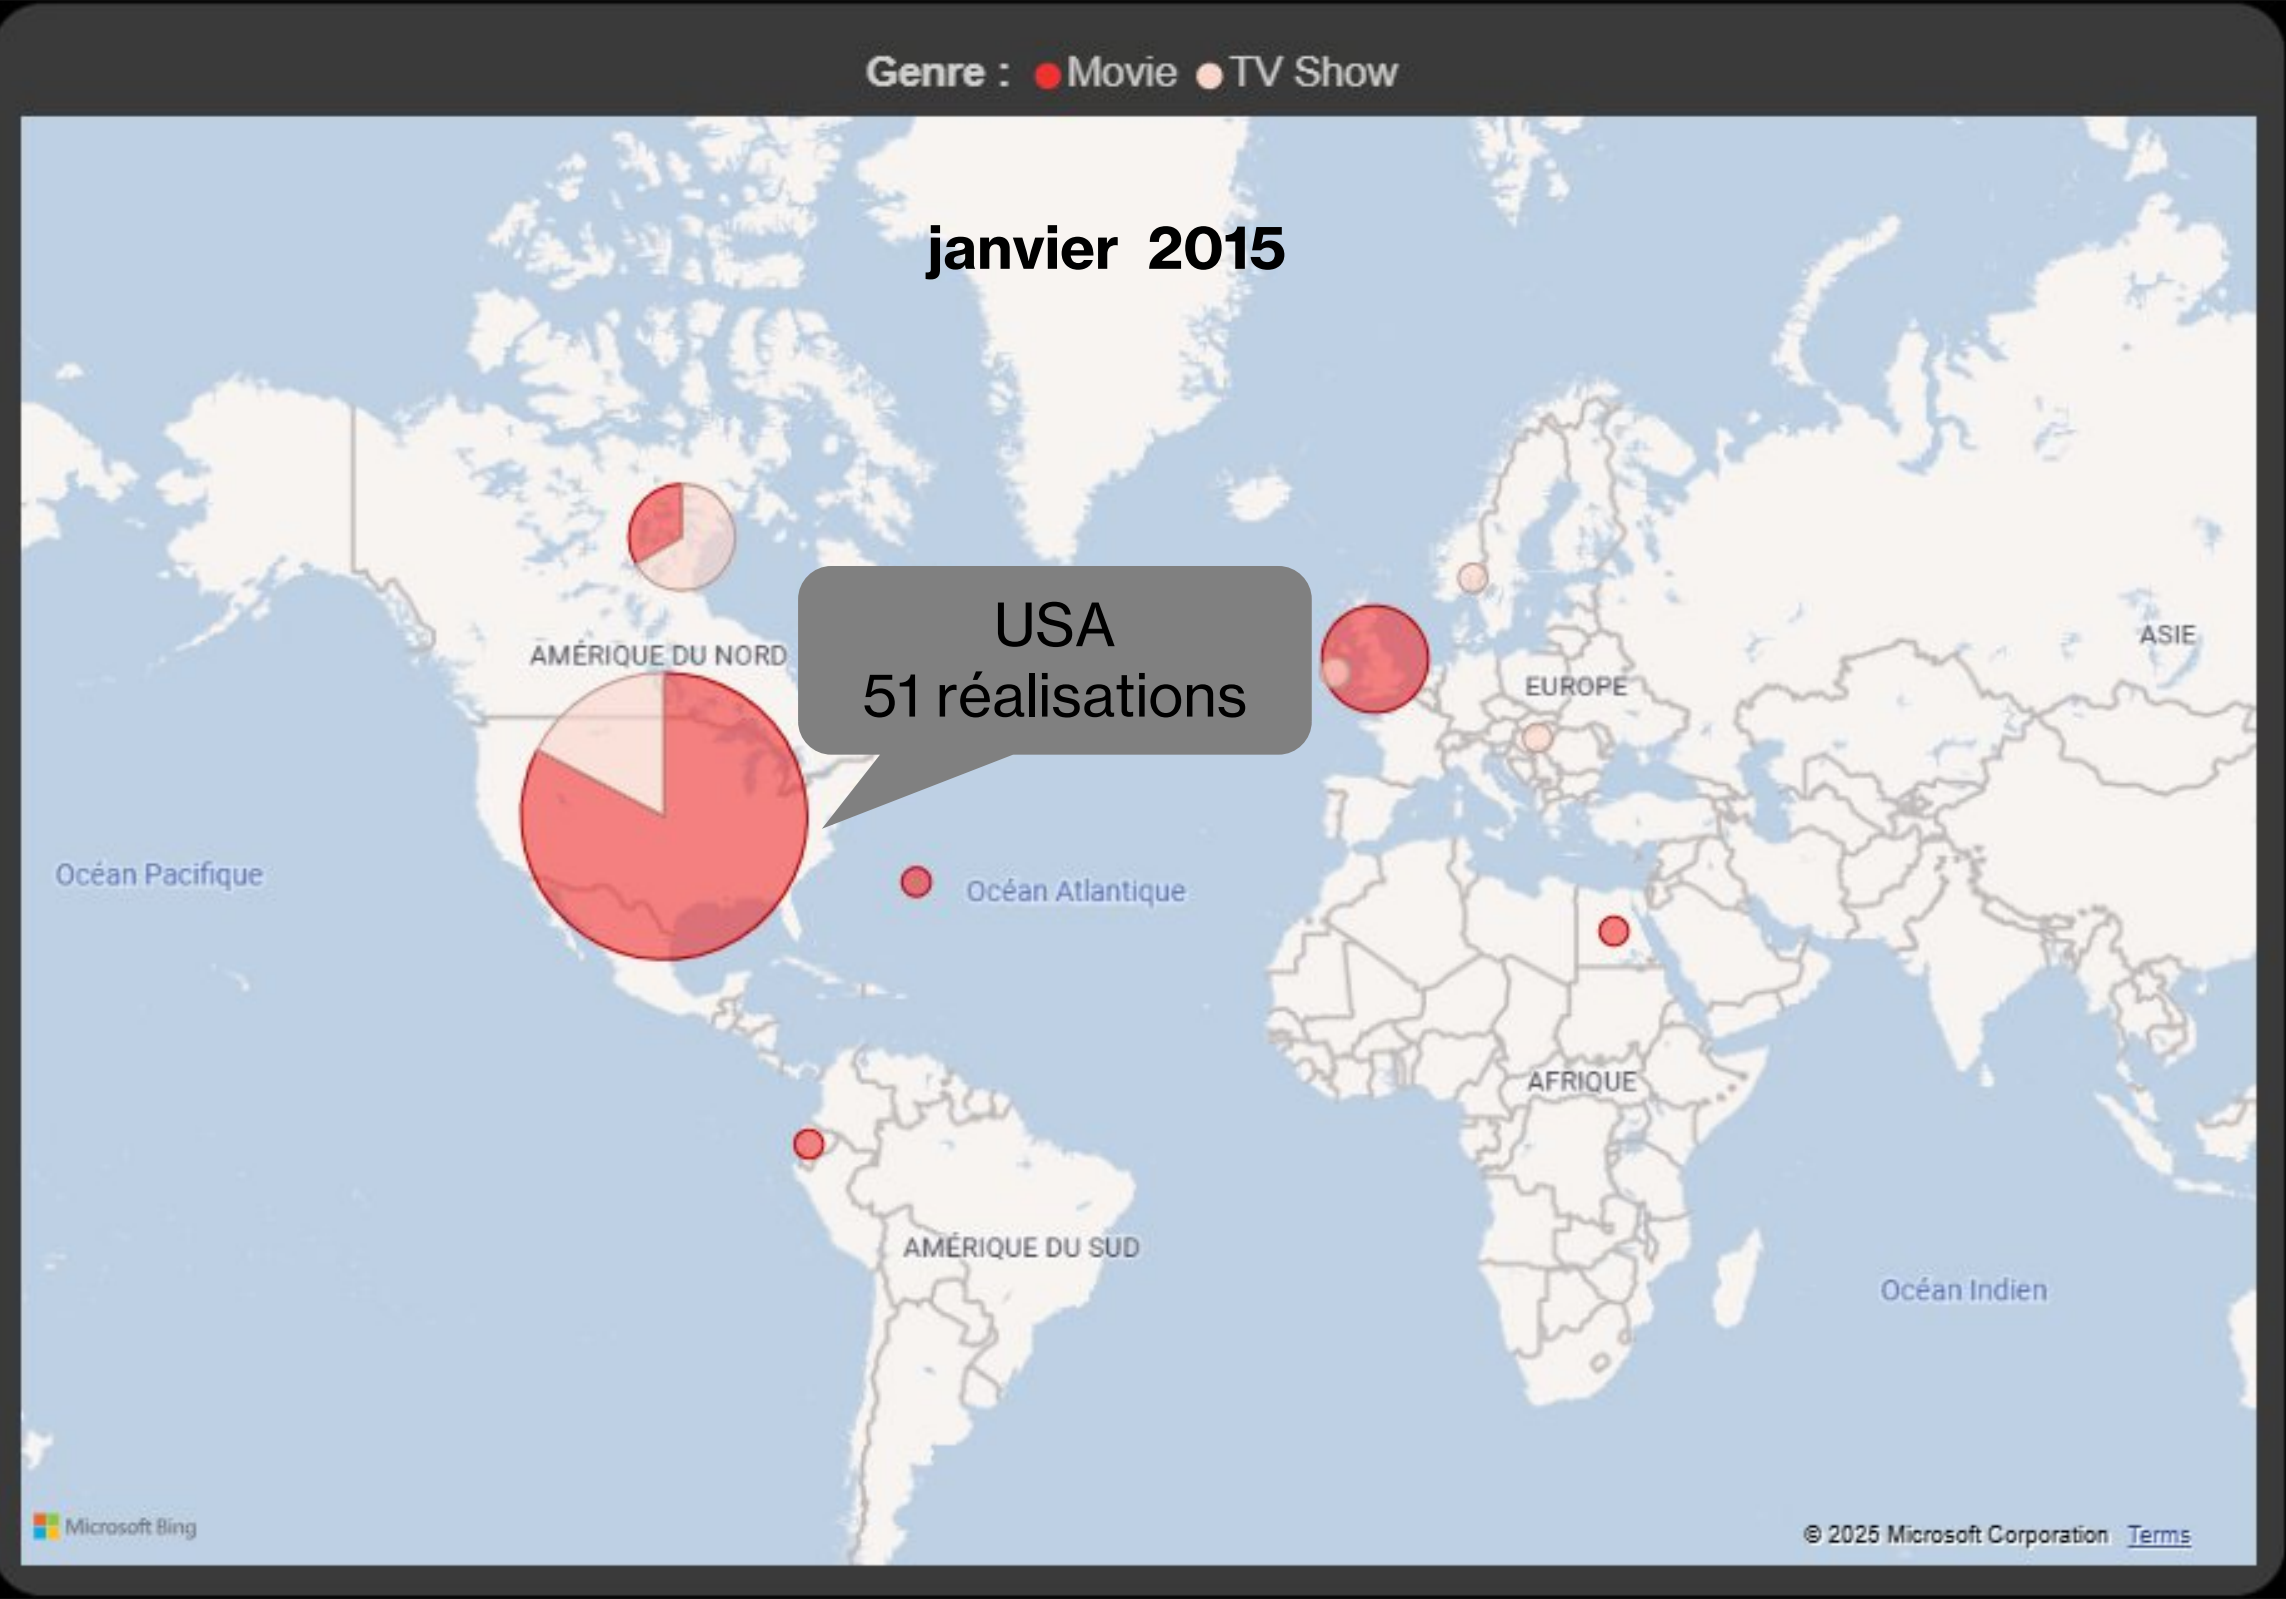 Genre : Movie TV Show
janvier 2015
USA
51 réalisations
AMÉRIQUE DU NORD
ASIE
EUROPE
Océan Pacifique
Océan Atlantique
AFRIQUE
AMÉRIQUE DU SUD
Océan Indien
Microsoft Bing
© 2025 Microsoft Corporation Terms